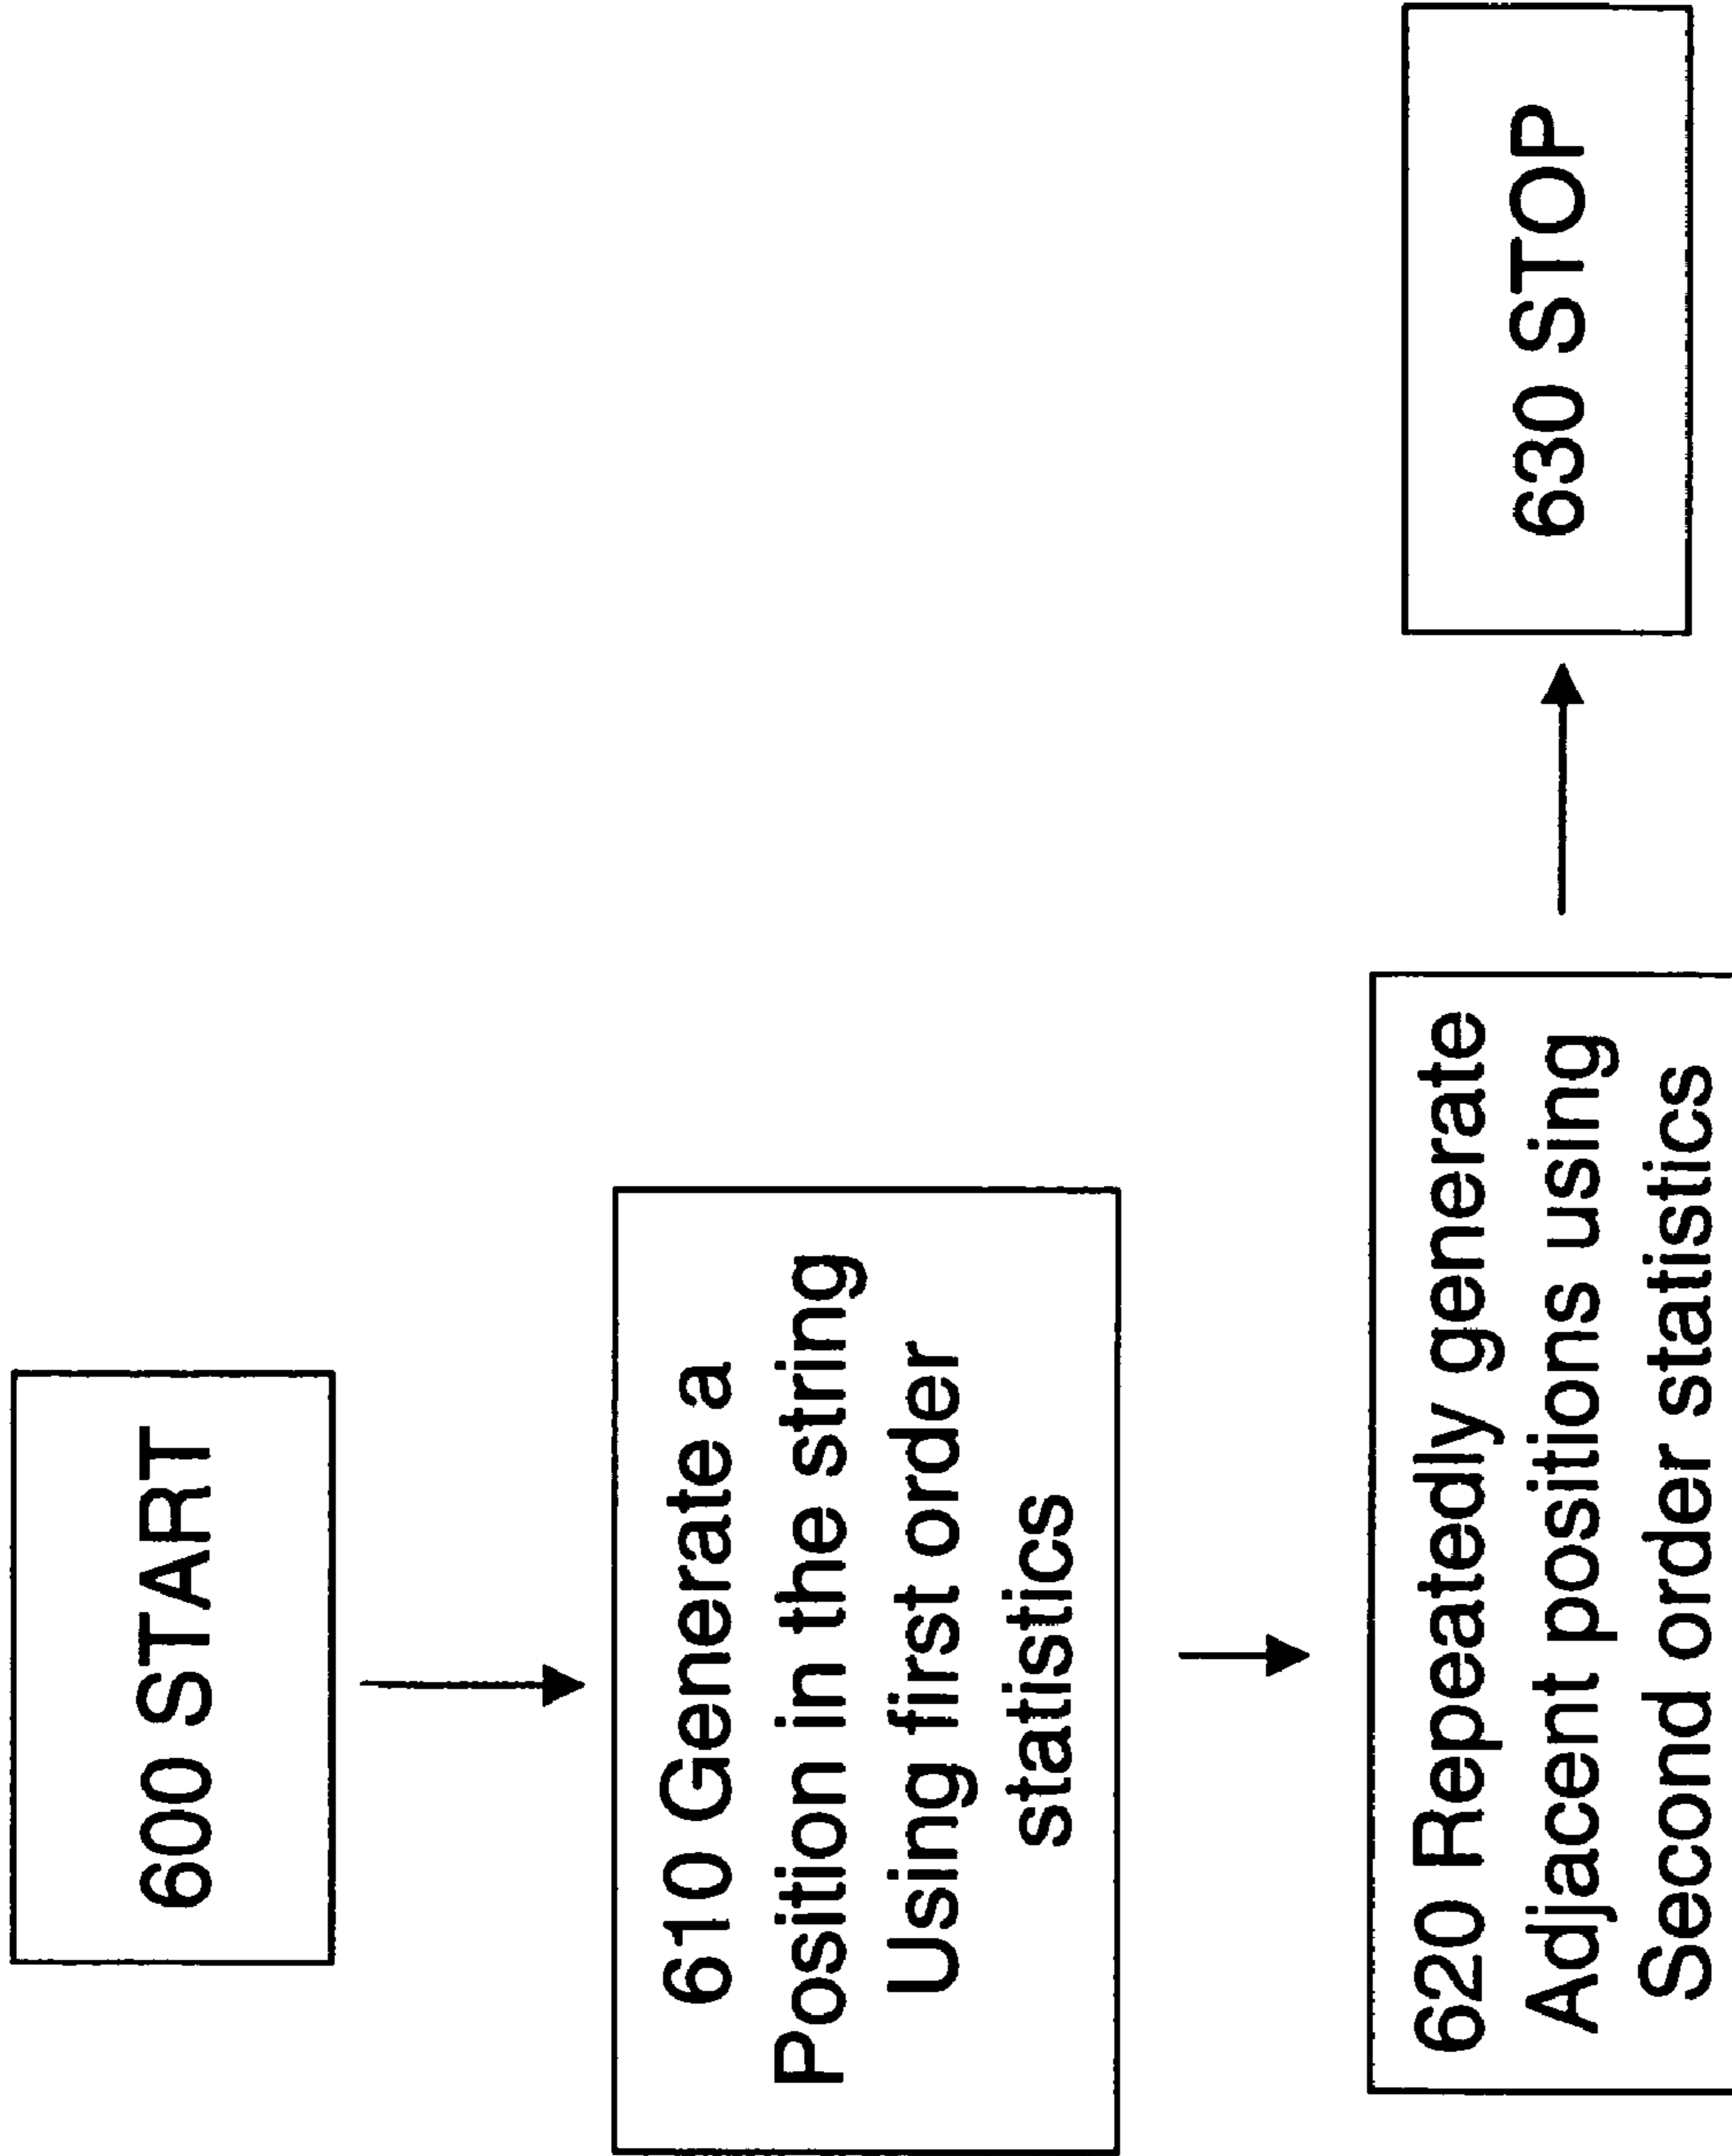 600 START
610 Generate a
Position in the string
Using first order
statistics
620 Repeatedly generate
Adjacent positions using
Second order statistics
630 STOP